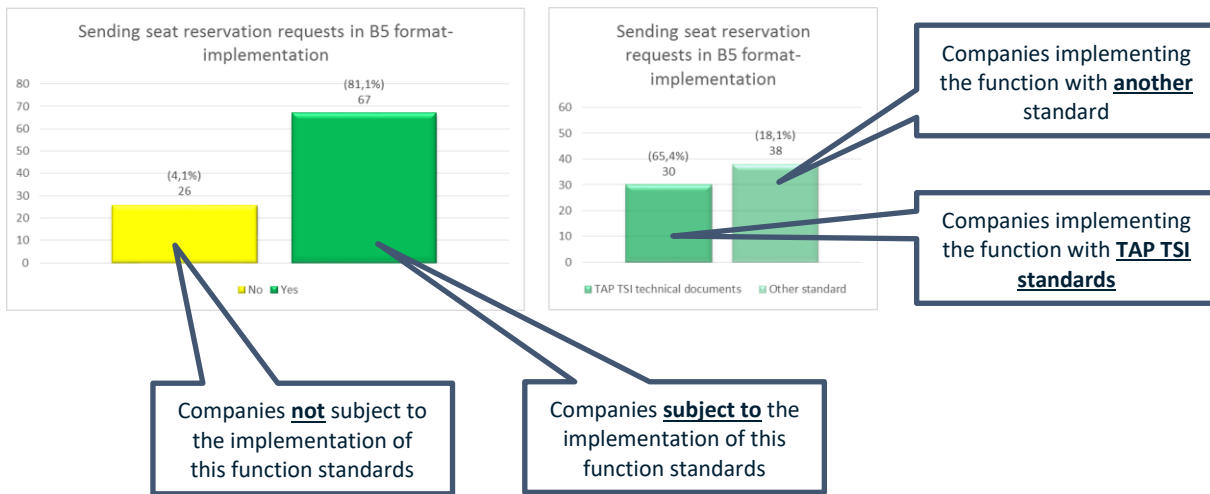 Sending seat reservation requests in B5 format-
implementation
80
70
60
50
40
30
20
10
0
(4,1%)
26
(81,1%)
67
No Yes
Sending seat reservation
requests in B5 format-
implementation
60
50
40
30
20
10
0
(65,4%)
30
(18,1%)
38
TAP TSI technical documents Other standard
Companies implementing
the function with another
standard
Companies implementing
the function with TAP TSI
standards
Companies not subject to
the implementation of
this function standards
Companies subject to the
implementation of this
function standards